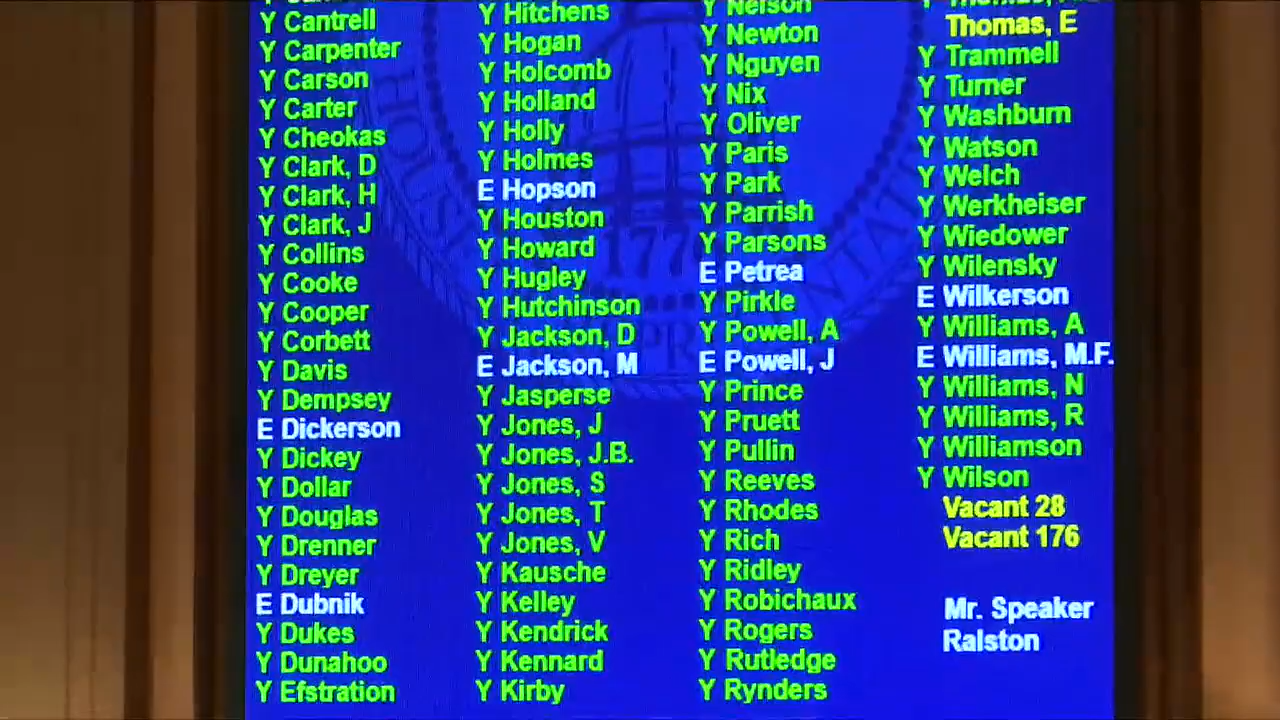 Y Cantrell
Y Carpenter
Y Carson
Y Carter
Y Cheokas
Y Clark, D
Y Clark, H
Y Clark, J
Y Collins
Y Cooke
Y Cooper
Y Corbett
Y Davis
Y Dempsey
E Dickerson
Y Dickey
Y Dollar
Y Douglas
Y Drenner
Y Dreyer
E Dubnik
Y Dukes
Y Dunahoo
Y Efstration
Y Hitchens
Y Hogan
Y Holcomb
Y Holland
Y Holly
Y Holmes
E Hopson
Y Houston
Y Howard
Y Hugley
Y Hutchinson
Y Jackson, D
E Jackson, M
Y Jasperse
Y Jones, J
Y Jones, J.B.
Y Jones, S
Y Jones, T
Y Jones, V
Y Kausche
Y Kelley
Y Kendrick
Y Kennard
Y Kirby
Y Nelson
Y Newton
Y Nguyen
Y Nix
Y Oliver
Y Paris
Y Park
Y Parrish
Y Parsons
E Petrea
Y Pirkle
Y Powell, A
E Powell, J
Y Prince
Y Pruett
Y Pullin
Y Reeves
Y Rhodes
Y Rich
Y Ridley
Y Robichaux
Y Rogers
Y Rutledge
Y Rynders
Thomas, E
Y Trammell
Y Turner
Y Washburn
Y Watson
Y Welch
Y Werkheiser
Y Wiedower
Y Wilensky
E Wilkerson
Y Williams, A
E Williams, M.F.
Y Williams, N
Y Williams, R
Y Williamson
Y Wilson
Vacant 28
Vacant 176
Mr. Speaker
Ralston
1776